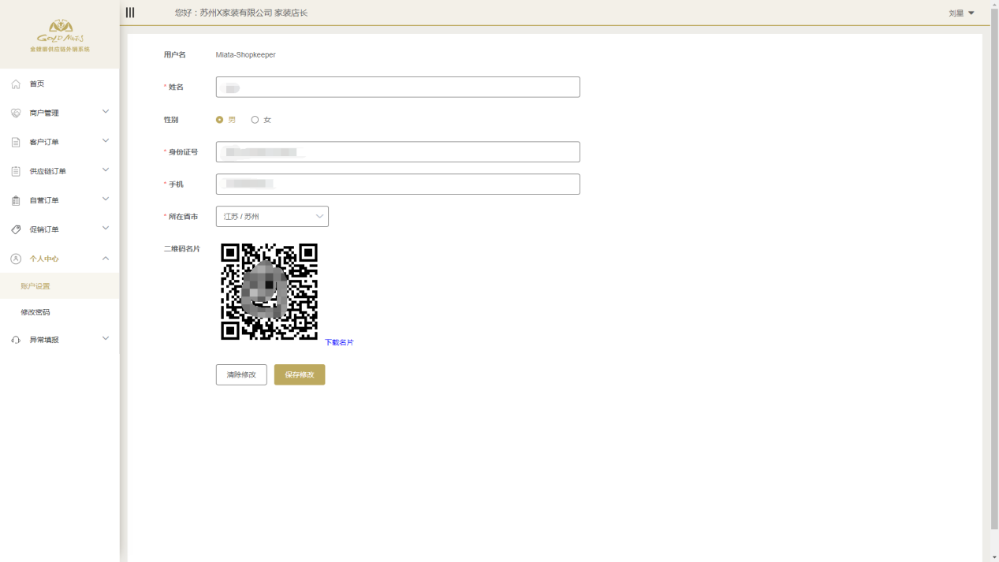 GOLD MANTIS
金螳螂供应链外销系统
您好：苏州X家装有限公司 家装店长
刘星
首页
商户管理
客户订单
供应链订单
自营订单
促销订单
个人中心
账户设置
修改密码
异常填报
用户名 Miata-Shopkeeper
* 姓名
性别 男 女
* 身份证号
* 手机
* 所在省市 江苏 / 苏州
二维码名片
下载名片
清除修改 保存修改